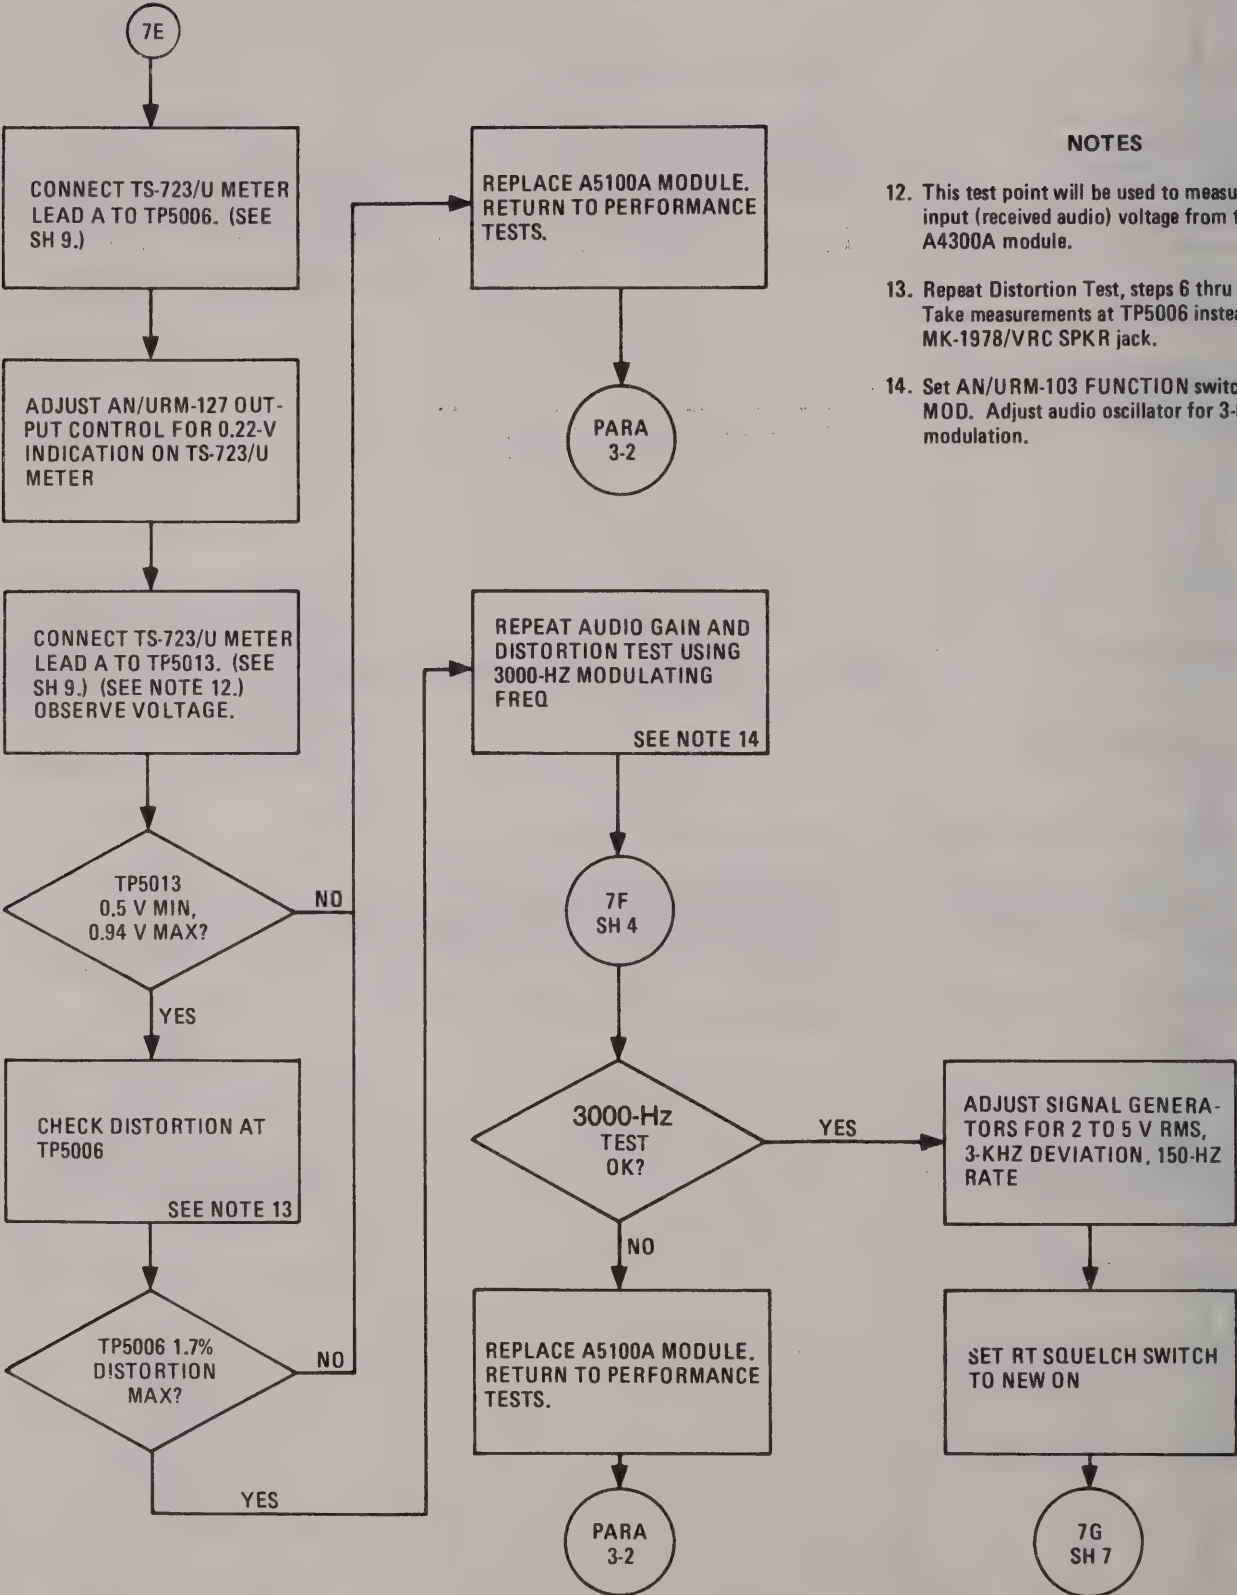 7E
CONNECT TS-723/U METER
LEAD A TO TP5006. (SEE
SH 9.)
ADJUST AN/URM-127 OUT-
PUT CONTROL FOR 0.22-V
INDICATION ON TS-723/U
METER
CONNECT TS-723/U METER
LEAD A TO TP5013. (SEE
SH 9.) (SEE NOTE 12.)
OBSERVE VOLTAGE.
TP5013
0.5 V MIN,
0.94 V MAX?
NO
YES
CHECK DISTORTION AT
TP5006
SEE NOTE 13
TP5006 1.7%
DISTORTION
MAX?
NO
YES
REPLACE A5100A MODULE.
RETURN TO PERFORMANCE
TESTS.
PARA
3-2
REPEAT AUDIO GAIN AND
DISTORTION TEST USING
3000-HZ MODULATING
FREQ
SEE NOTE 14
7F
SH 4
3000-Hz
TEST
OK?
YES
NO
REPLACE A5100A MODULE.
RETURN TO PERFORMANCE
TESTS.
PARA
3-2
NOTES
12. This test point will be used to
input (received audio) voltage from
A4300A module.
13. Repeat Distortion Test, steps 6 thru
Take measurements at TP5006
MK-1978/VRC SPKR jack.
14. Set AN/URM-103 FUNCTION
MOD. Adjust audio oscillator for
modulation.
ADJUST SIGNAL GENERA-
TORS FOR 2 TO 5 V RMS,
3-KHZ DEVIATION, 150-HZ
RATE
SET RT SQUELCH SWITCH
TO NEW ON
7G
SH 7